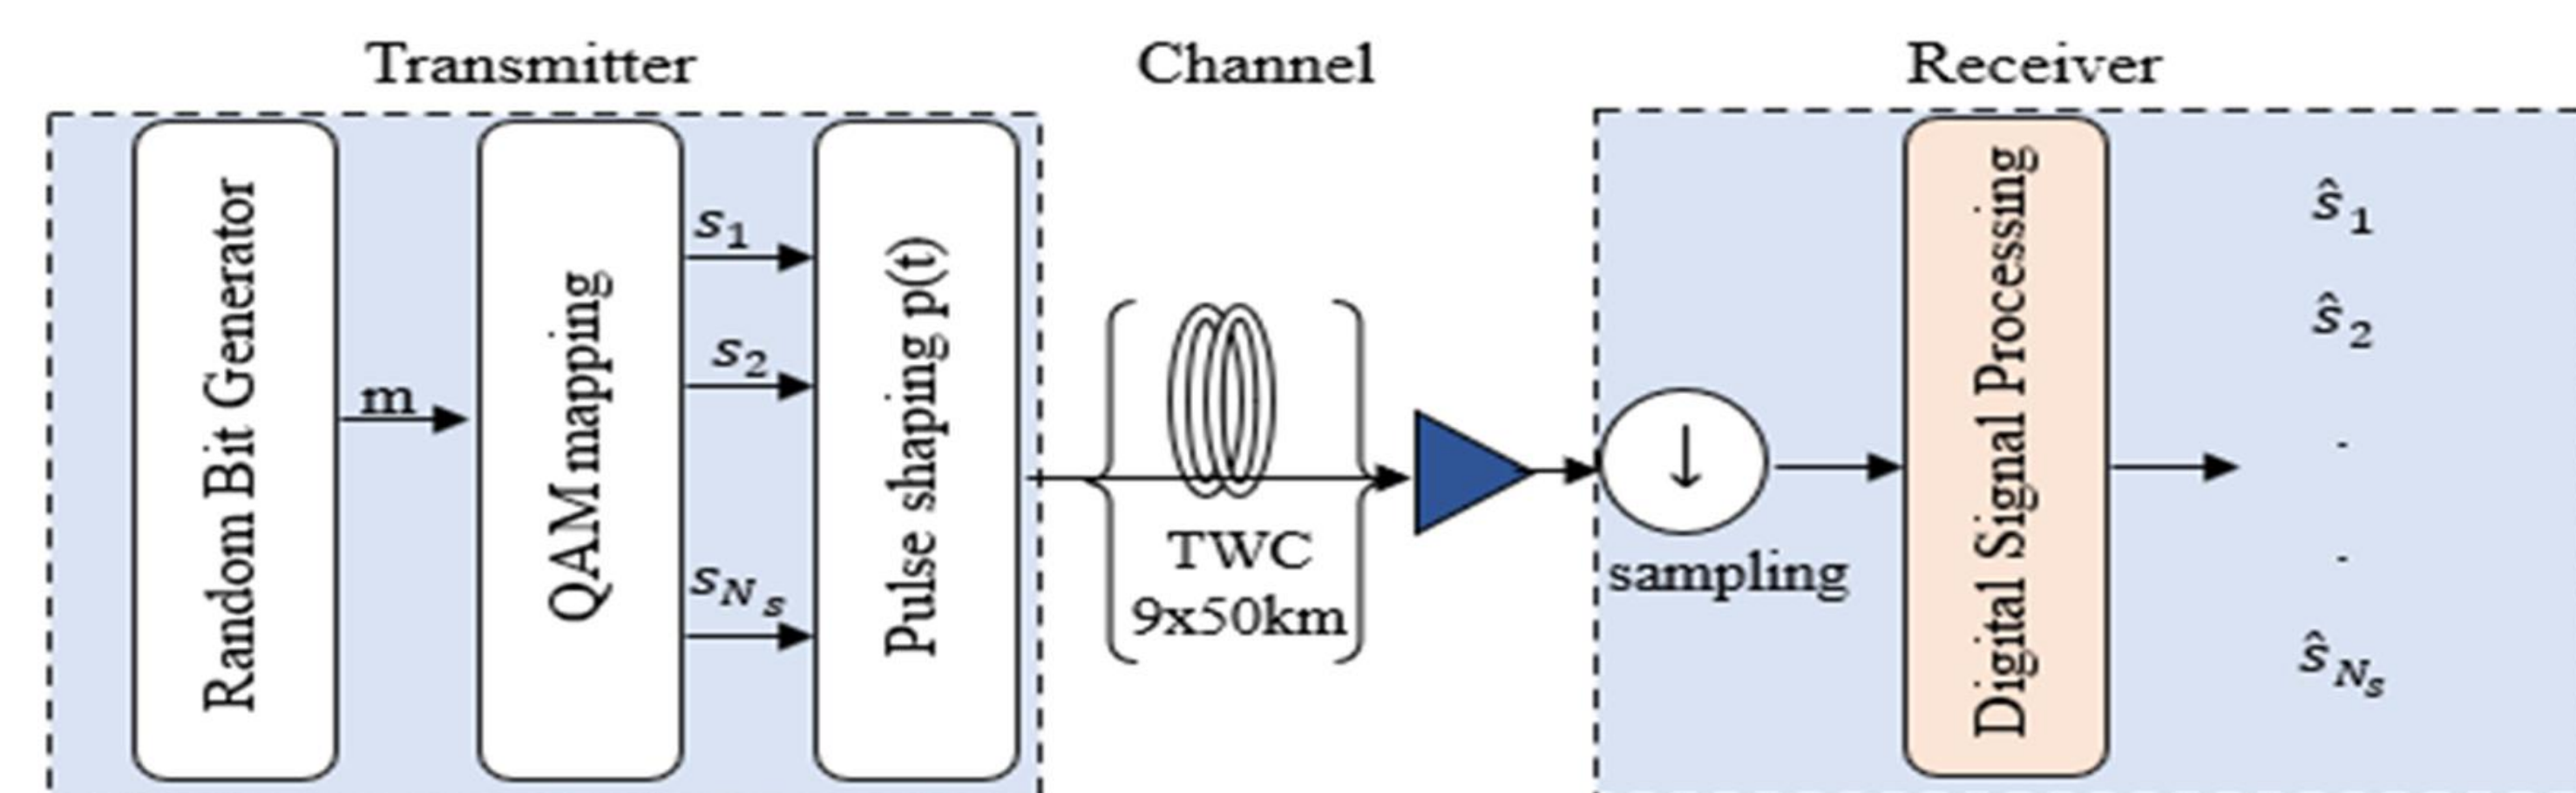 Transmitter
Channel
Receiver
Random Bit Generator
m
QAM mapping
s1
s2
sNs
Pulse shaping p(t)
TWC
9x50km
↓
sampling
Digital Signal Processing
ŝ1
ŝ2
.
.
ŝNs